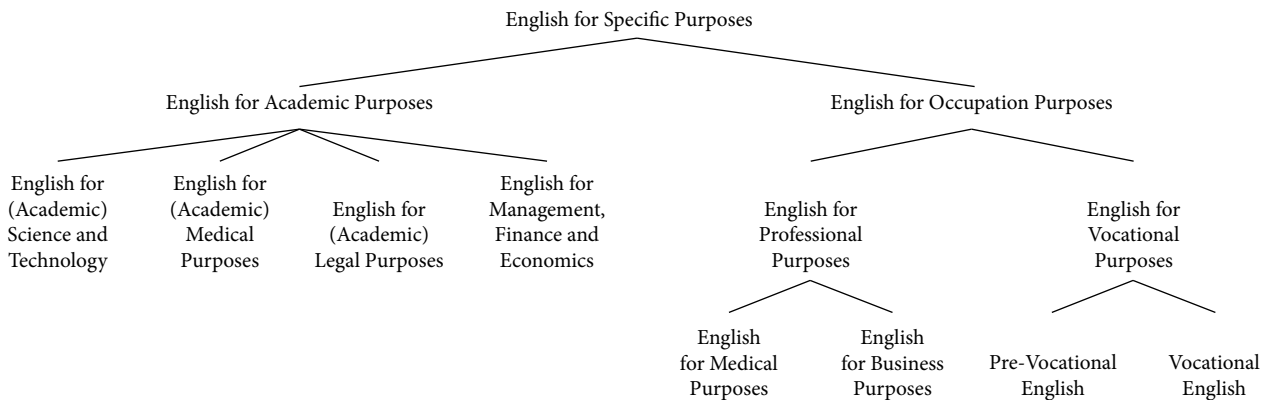 English for Specific Purposes
English for Academic Purposes
English for Occupation Purposes
English for
(Academic)
Science and
Technology
English for
(Academic)
Medical
Purposes
English for
(Academic)
Legal Purposes
English for
Management,
Finance and
Economics
English for
Professional
Purposes
English for
Vocational
Purposes
English
for Medical
Purposes
English
for Business
Purposes
Pre-Vocational
English
Vocational
English